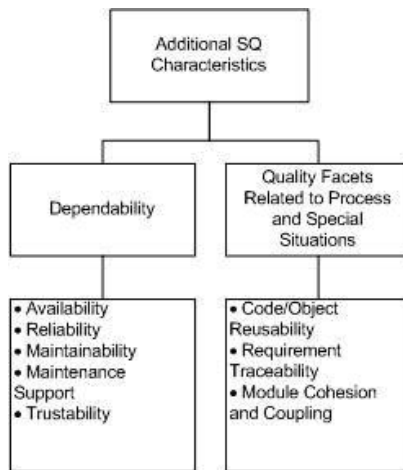 Additional SQ
Characteristics
Dependability
Quality Facets
Related to Process
and Special
Situations
• Availability
• Reliability
• Maintainability
• Maintenance
Support
• Trustability
• Code/Object
Reusability
• Requirement
Traceability
• Module Cohesion
and Coupling